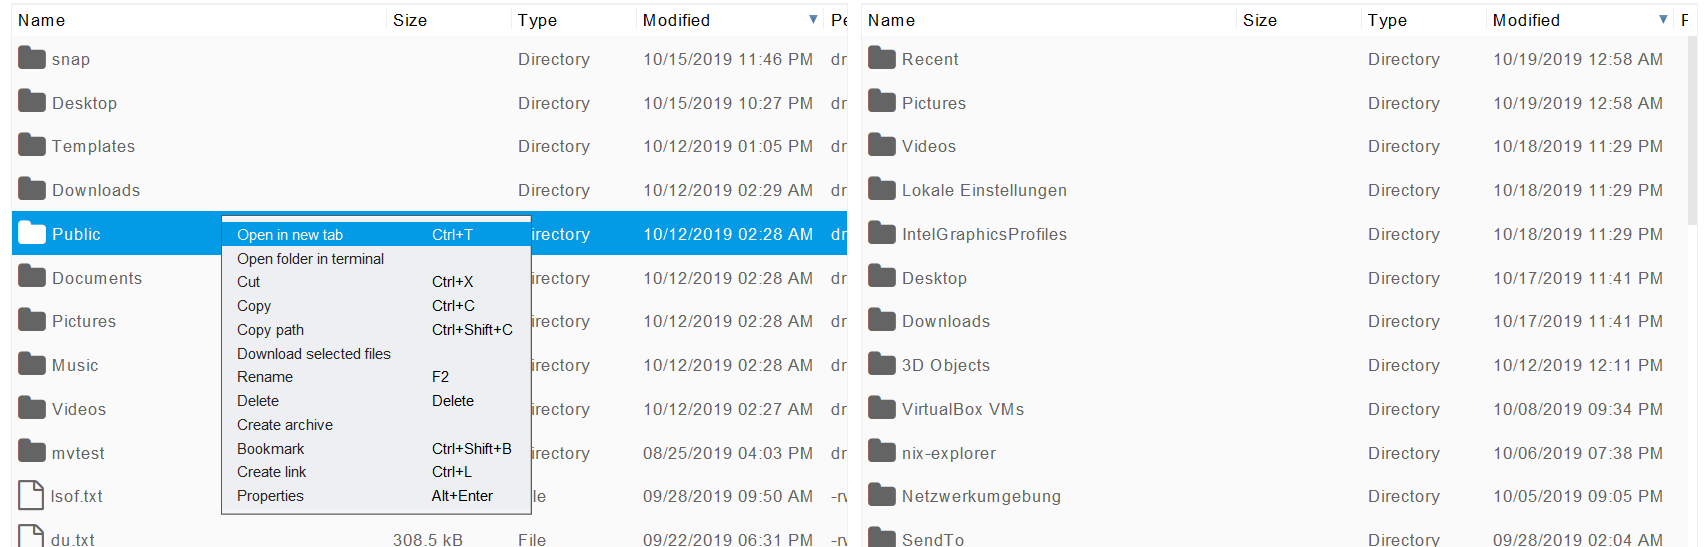 Name Size Type Modified Pe
snap Directory 10/15/2019 11:46 PM dr
Desktop Directory 10/15/2019 10:27 PM dr
Templates Directory 10/12/2019 01:05 PM dr
Downloads Directory 10/12/2019 02:29 AM dr
Public irectory 10/12/2019 02:28 AM dr
Documents irectory 10/12/2019 02:28 AM dr
Pictures irectory 10/12/2019 02:28 AM dr
Music irectory 10/12/2019 02:28 AM dr
Videos irectory 10/12/2019 02:27 AM dr
mvtest irectory 08/25/2019 04:03 PM dr
lsof.txt ile 09/28/2019 09:50 AM -rw
du.txt 308.5 kB File 09/22/2019 06:31 PM -rw
Open in new tab Ctrl+T
Open folder in terminal
Cut Ctrl+X
Copy Ctrl+C
Copy path Ctrl+Shift+C
Download selected files
Rename F2
Delete Delete
Create archive
Bookmark Ctrl+Shift+B
Create link Ctrl+L
Properties Alt+Enter
Name Size Type Modified P
Recent Directory 10/19/2019 12:58 AM
Pictures Directory 10/19/2019 12:58 AM
Videos Directory 10/18/2019 11:29 PM
Lokale Einstellungen Directory 10/18/2019 11:29 PM
IntelGraphicsProfiles Directory 10/18/2019 11:29 PM
Desktop Directory 10/17/2019 11:41 PM
Downloads Directory 10/17/2019 11:41 PM
3D Objects Directory 10/12/2019 12:11 PM
VirtualBox VMs Directory 10/08/2019 09:34 PM
nix-explorer Directory 10/06/2019 07:38 PM
Netzwerkumgebung Directory 10/05/2019 09:05 PM
SendTo Directory 09/28/2019 02:04 AM